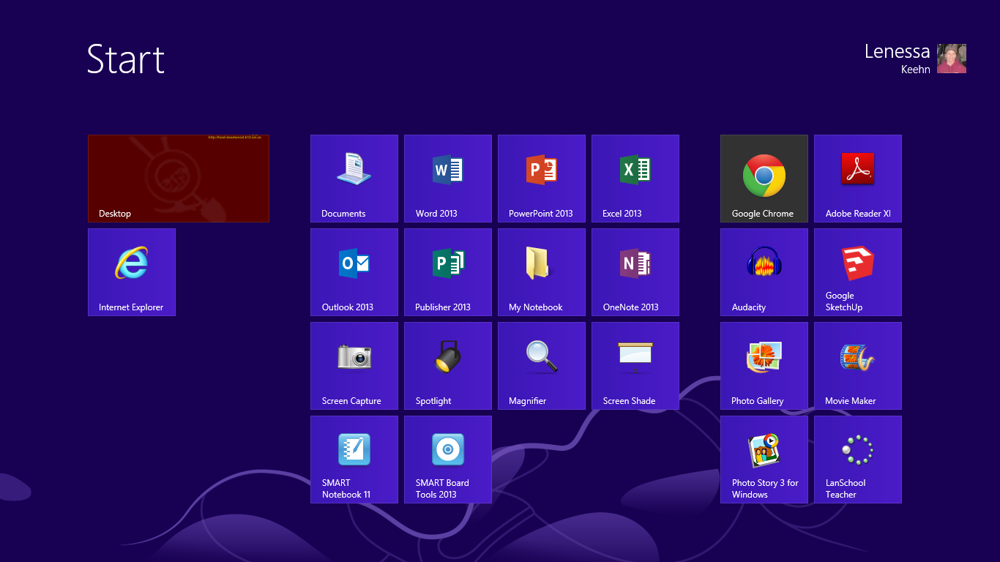 Start
Lenessa
Keehn
Desktop
Internet Explorer
Documents
Word 2013
PowerPoint 2013
Excel 2013
Outlook 2013
Publisher 2013
My Notebook
OneNote 2013
Screen Capture
Spotlight
Magnifier
Screen Shade
SMART
Notebook 11
SMART Board
Tools 2013
Google Chrome
Adobe Reader XI
Audacity
Google
SketchUp
Photo Gallery
Movie Maker
Photo Story 3 for
Windows
LanSchool
Teacher